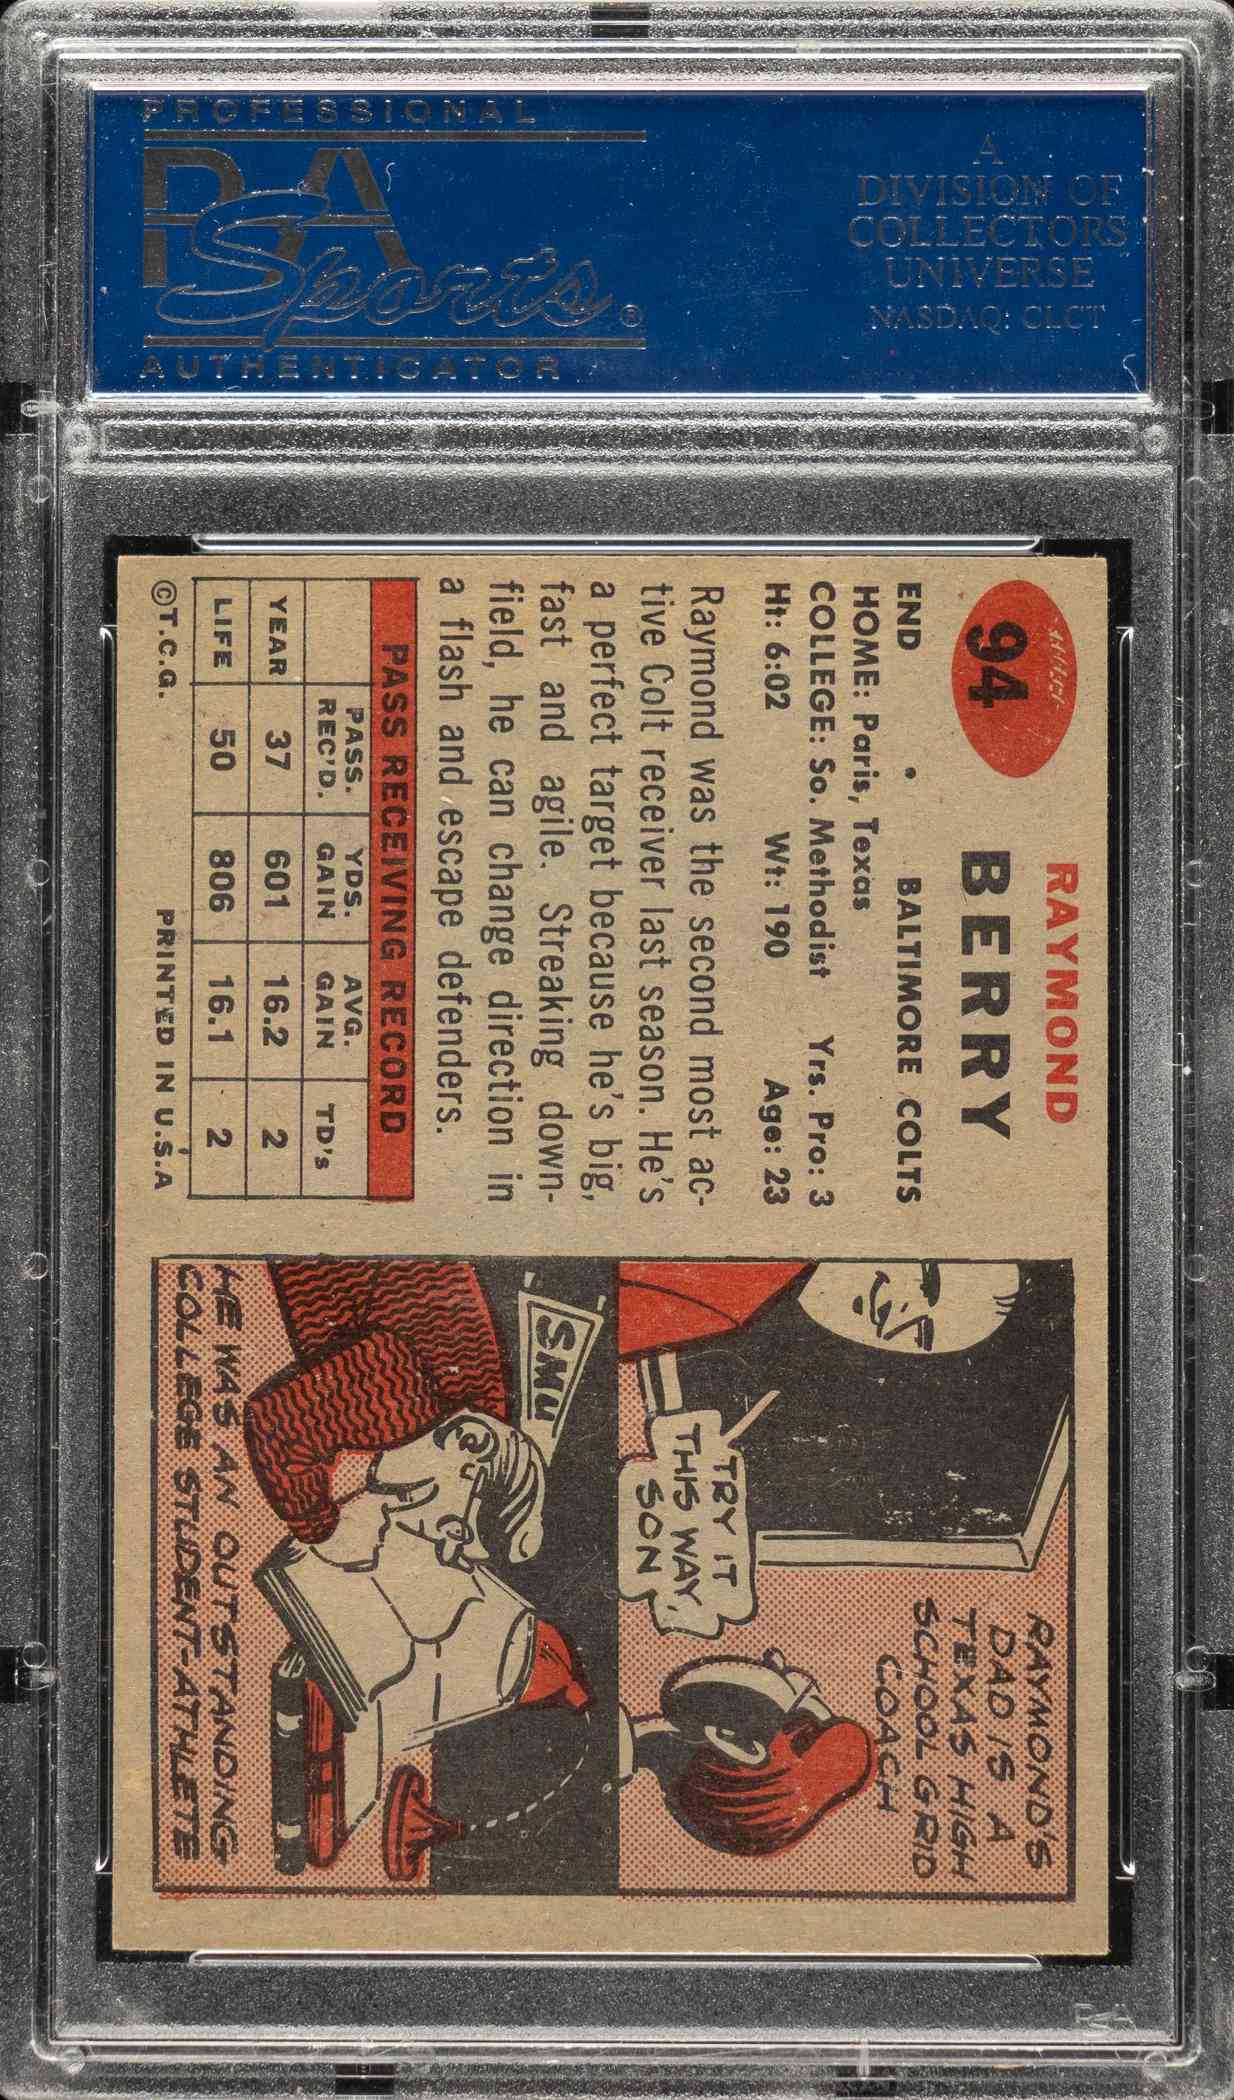 PROFESSIONAL
PSA
Sports®
AUTHENTICATOR
A
DIVISION OF
COLLECTORS
UNIVERSE
NASDAQ: CLCT
94
RAYMOND
BERRY
END • BALTIMORE COLTS
HOME: Paris, Texas
COLLEGE: So. Methodist Yrs. Pro: 3
Ht: 6:02 Wt: 190 Age: 23
Raymond was the second most ac-
tive Colt receiver last season. He's
a perfect target because he's big,
fast and agile. Streaking down-
field, he can change direction in
a flash and escape defenders.
PASS RECEIVING RECORD
PASS. REC'D. YDS. GAIN AVG. GAIN TD's
YEAR 37 601 16.2 2
LIFE 50 806 16.1 2
©T.C.G. PRINTED IN U.S.A
RAYMOND'S
DAD IS A
TEXAS HIGH
SCHOOL GRID
COACH
TRY IT
THIS WAY,
SON
SMU
HE WAS AN OUTSTANDING
COLLEGE STUDENT-ATHLETE
PSA